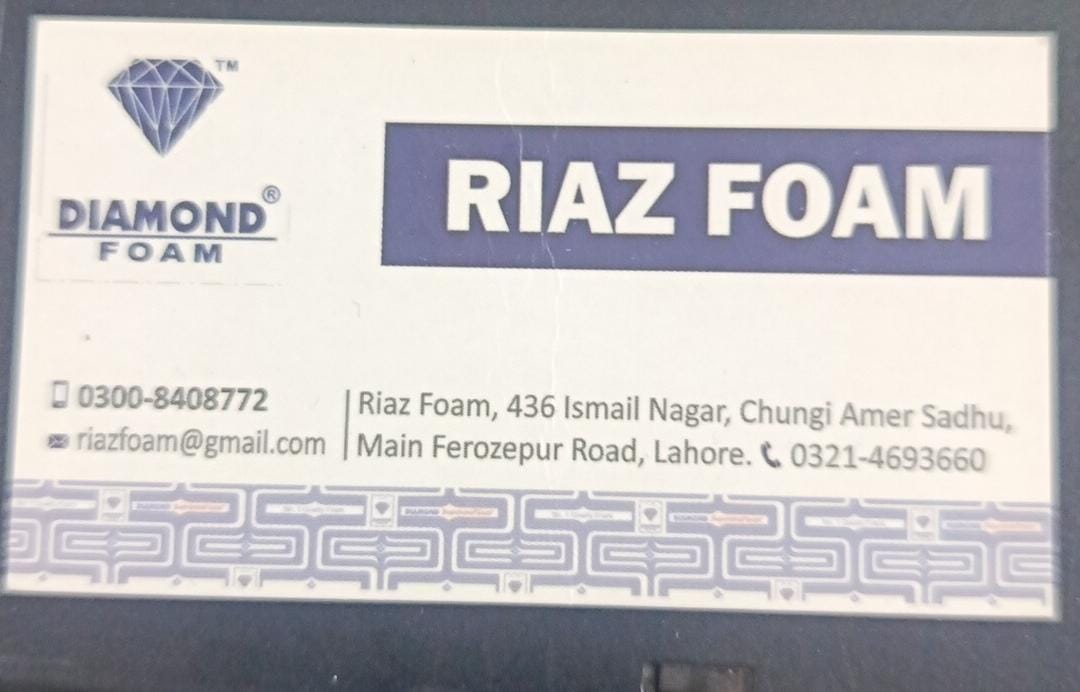 TM
DIAMOND®
FOAM
RIAZ FOAM
0300-8408772
riazfoam@gmail.com
Riaz Foam, 436 Ismail Nagar, Chungi Amer Sadhu,
Main Ferozepur Road, Lahore. 0321-4693660